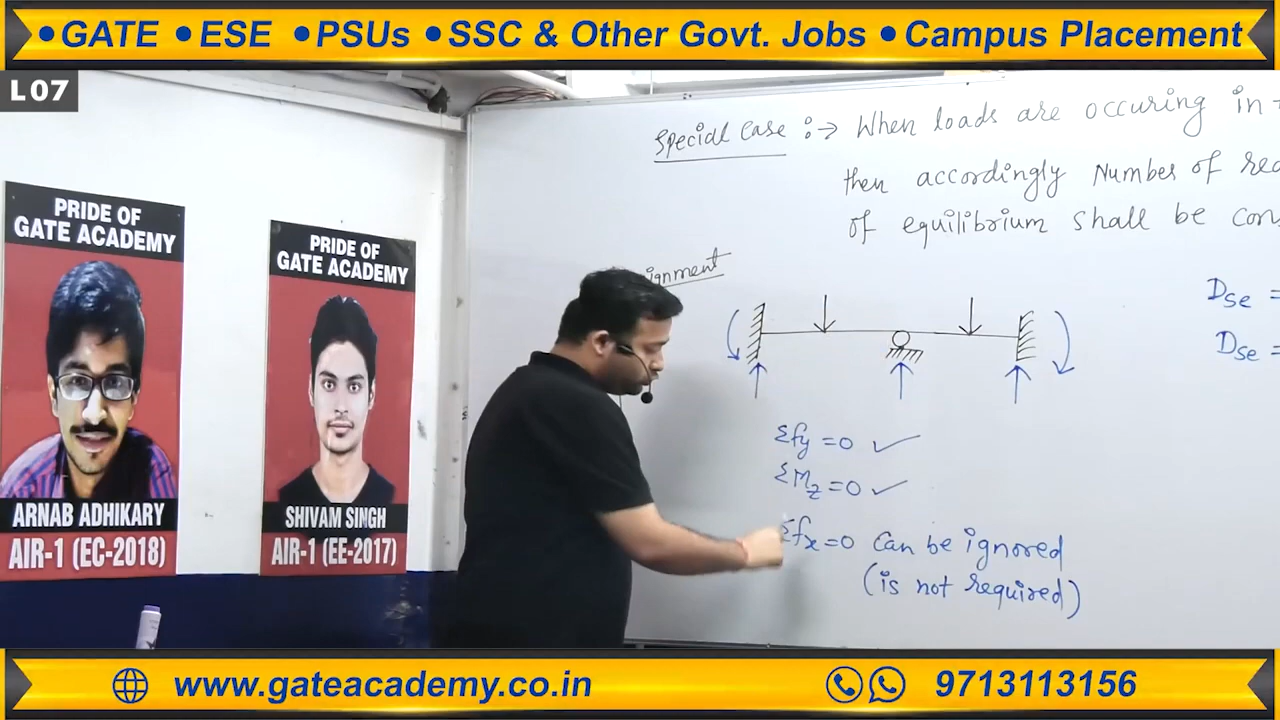 •GATE •ESE •PSUs •SSC & Other Govt. Jobs •Campus Placement
L07
Special Case :→ When loads are occuring in
then accordingly Number of
of equilibrium shall be
PRIDE OF
GATE ACADEMY
ARNAB ADHIKARY
AIR-1 (EC-2018)
PRIDE OF
GATE ACADEMY
SHIVAM SINGH
AIR-1 (EE-2017)
Dse =
Dse =
Σfy = 0 ✓
ΣMz = 0 ✓
Σfx = 0 Can be ignored
(is not required)
www.gateacademy.co.in
9713113156